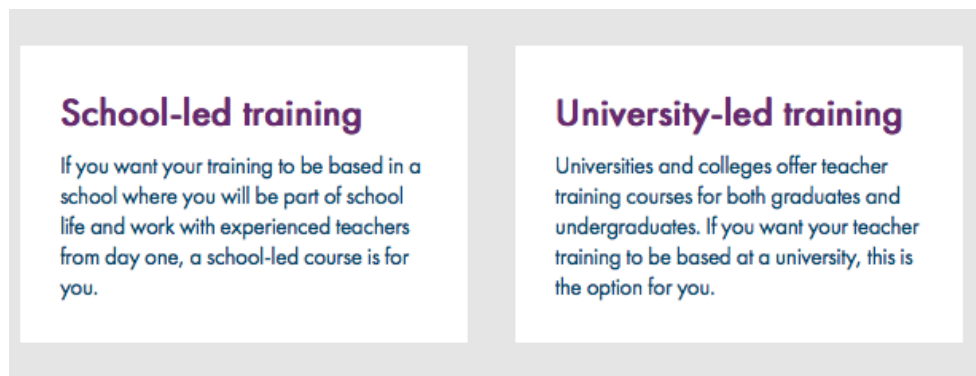 School-led training
If you want your training to be based in a
school where you will be part of school
life and work with experienced teachers
from day one, a school-led course is for
you.
University-led training
Universities and colleges offer teacher
training courses for both graduates and
undergraduates. If you want your teacher
training to be based at a university, this is
the option for you.